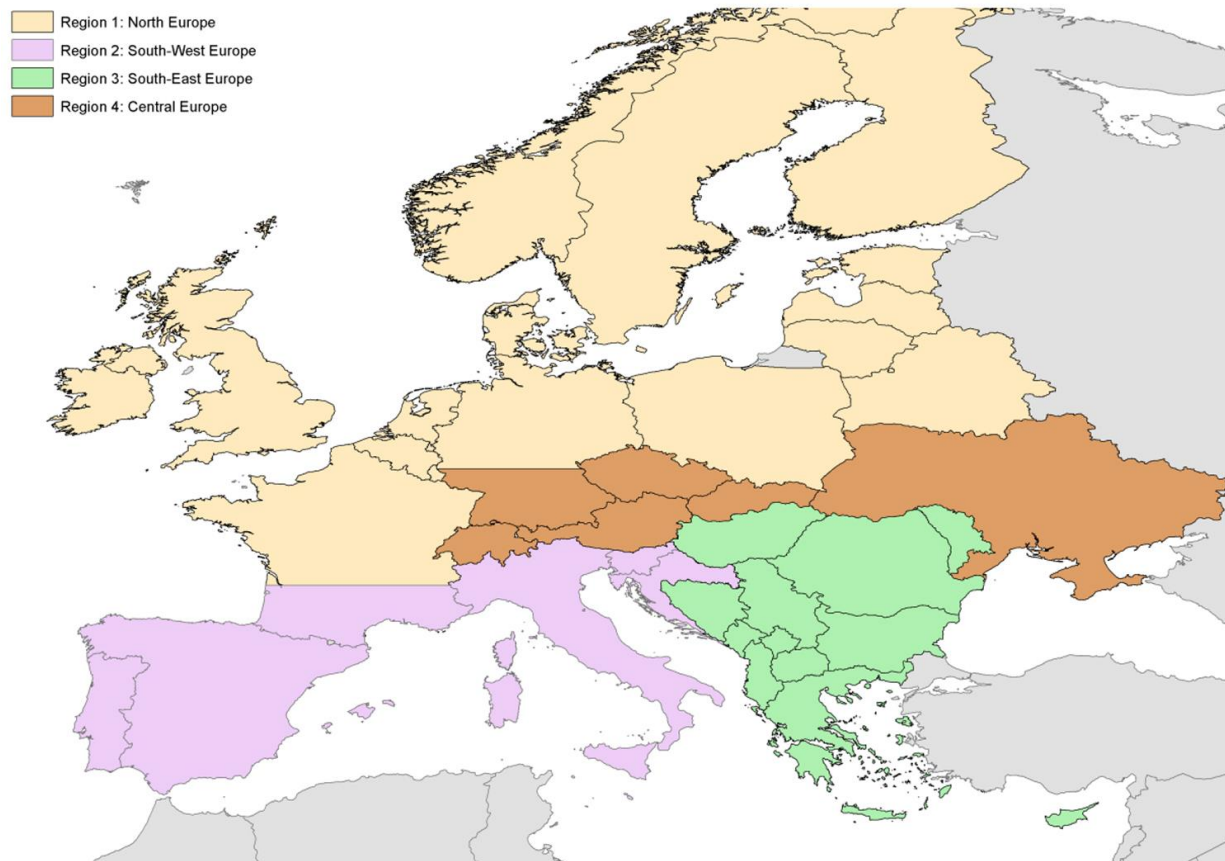 Region 1: North Europe
Region 2: South-West Europe
Region 3: South-East Europe
Region 4: Central Europe